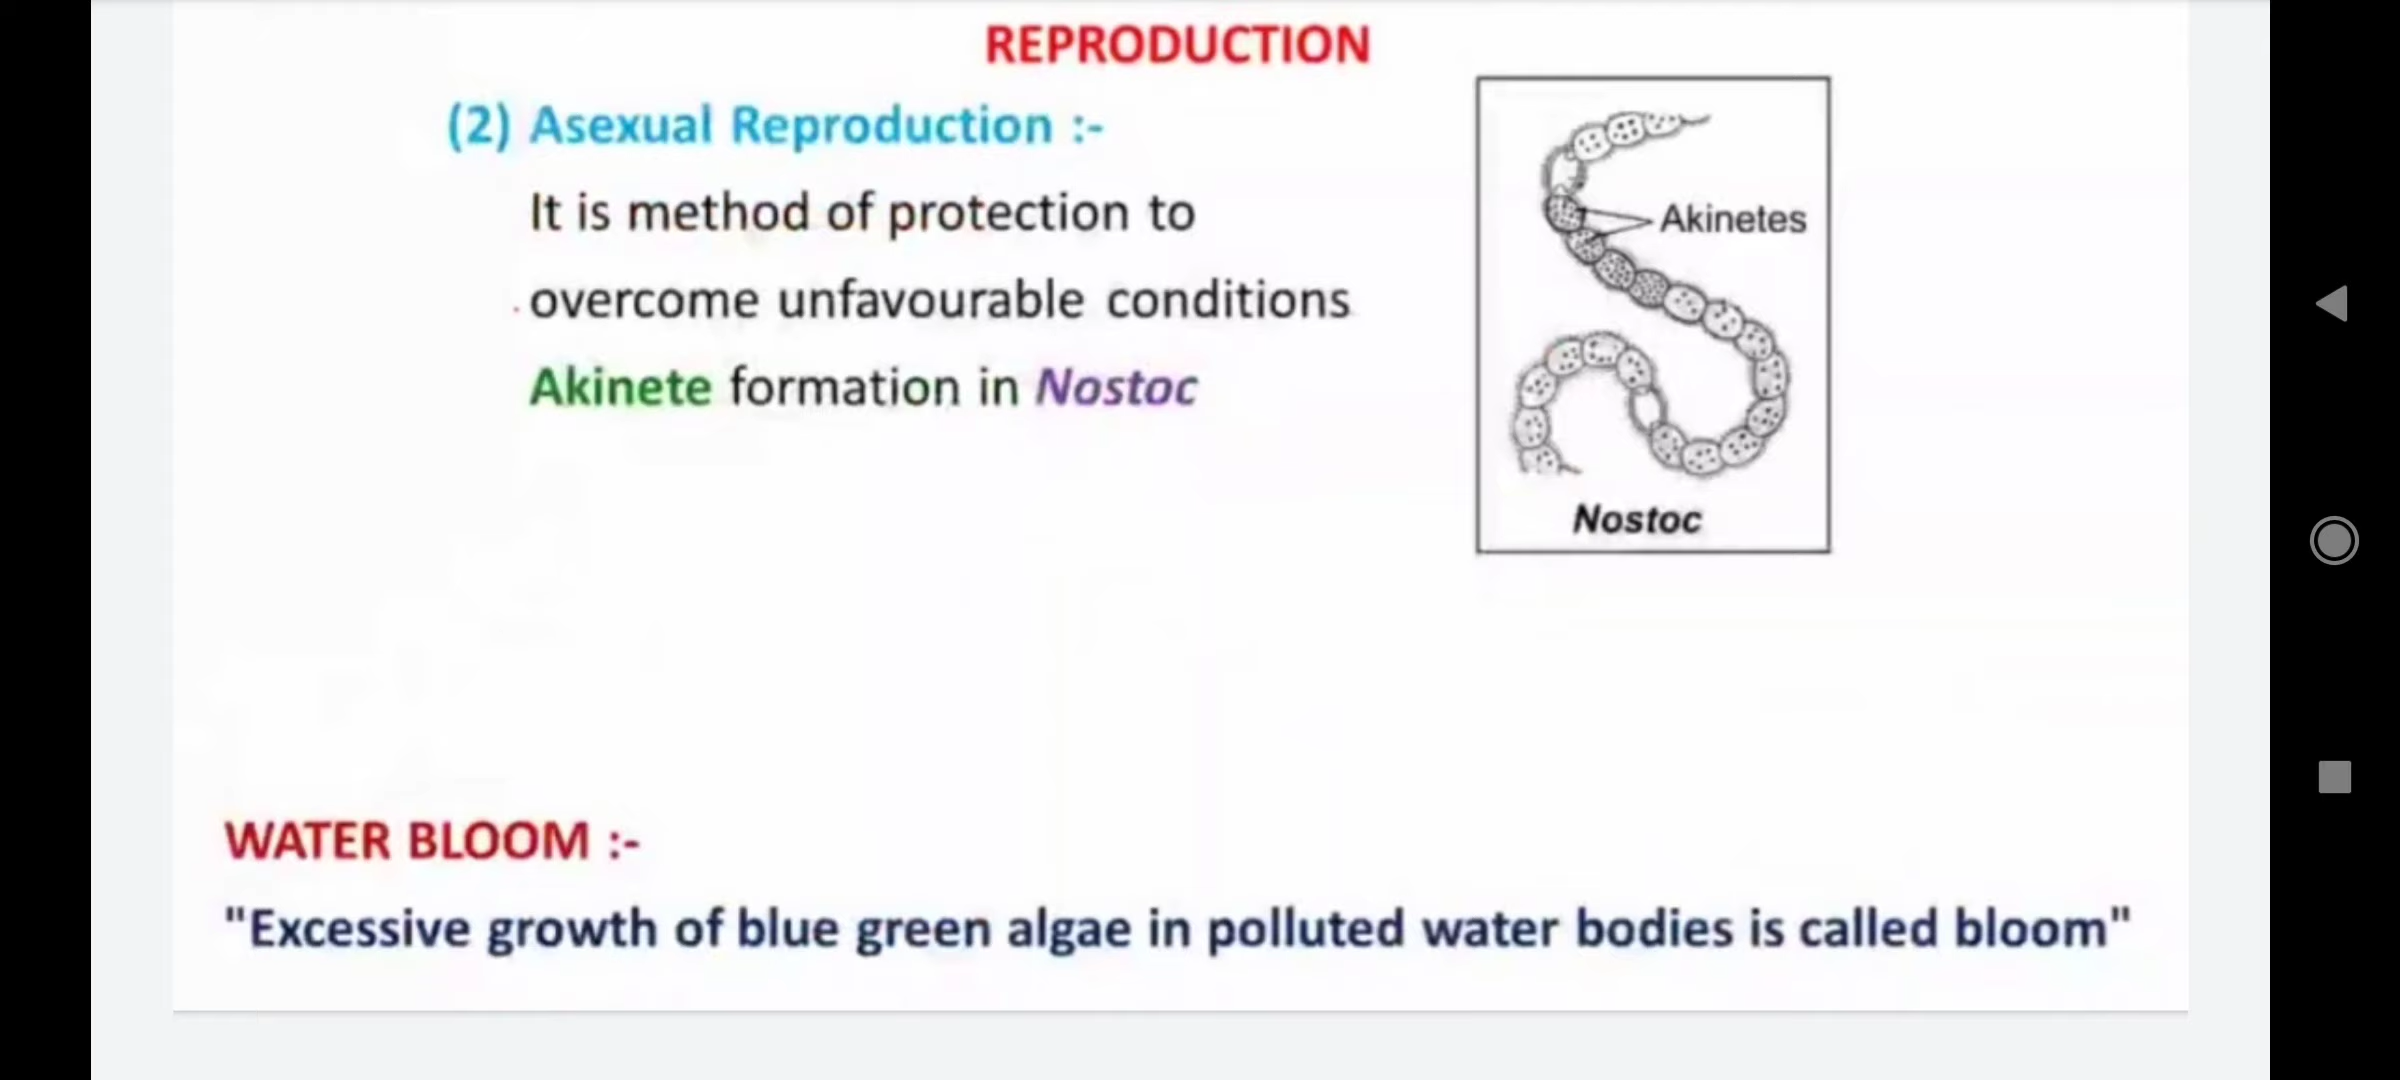 REPRODUCTION
(2) Asexual Reproduction :-
It is method of protection to
overcome unfavourable conditions
Akinete formation in Nostoc
Akinetes
Nostoc
WATER BLOOM :-
"Excessive growth of blue green algae in polluted water bodies is called bloom"